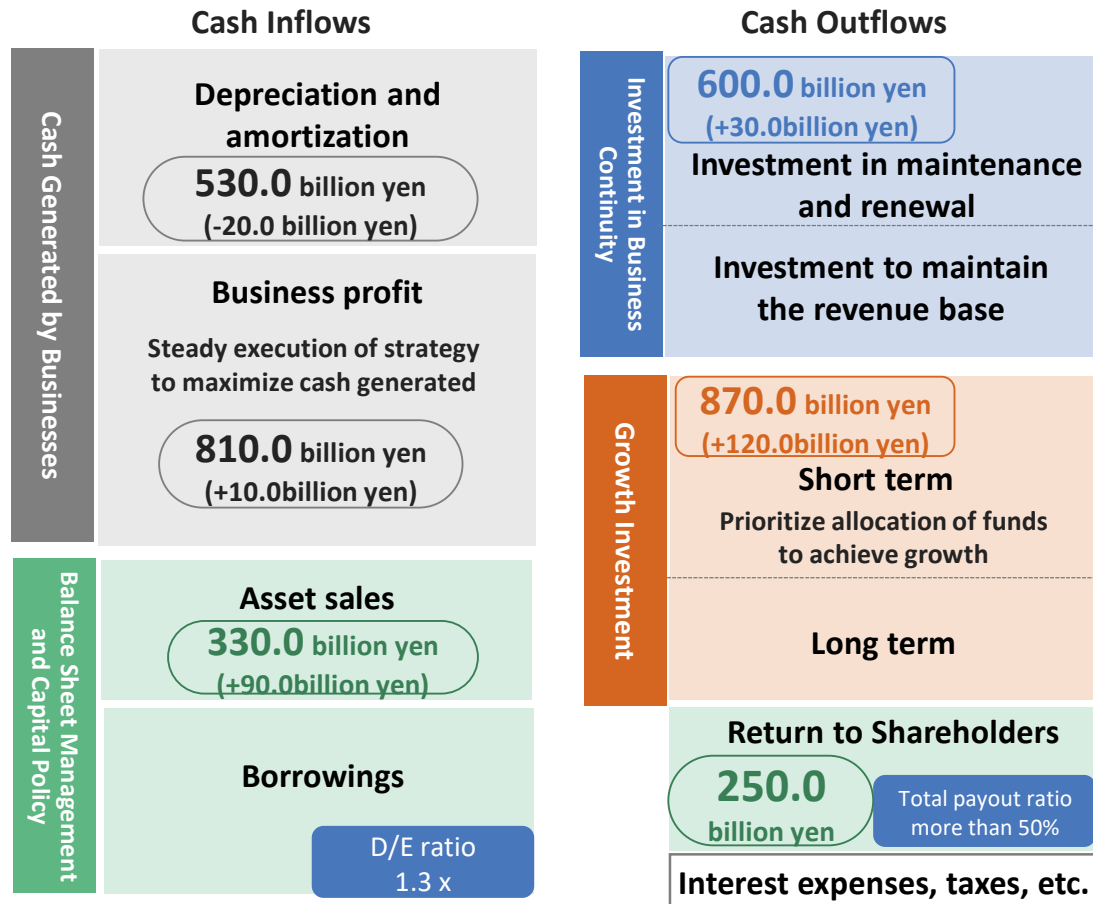 Cash Inflows
Cash Generated by Businesses
Depreciation and
amortization
530.0 billion yen
(-20.0 billion yen)
Business profit
Steady execution of strategy
to maximize cash generated
810.0 billion yen
(+10.0billion yen)
Balance Sheet Management
and Capital Policy
Asset sales
330.0 billion yen
(+90.0billion yen)
Borrowings
D/E ratio
1.3 x
Cash Outflows
Investment in Business
Continuity
600.0 billion yen
(+30.0billion yen)
Investment in maintenance
and renewal
Investment to maintain
the revenue base
Growth Investment
870.0 billion yen
(+120.0billion yen)
Short term
Prioritize allocation of funds
to achieve growth
Long term
Return to Shareholders
250.0
billion yen
Total payout ratio
more than 50%
Interest expenses, taxes, etc.